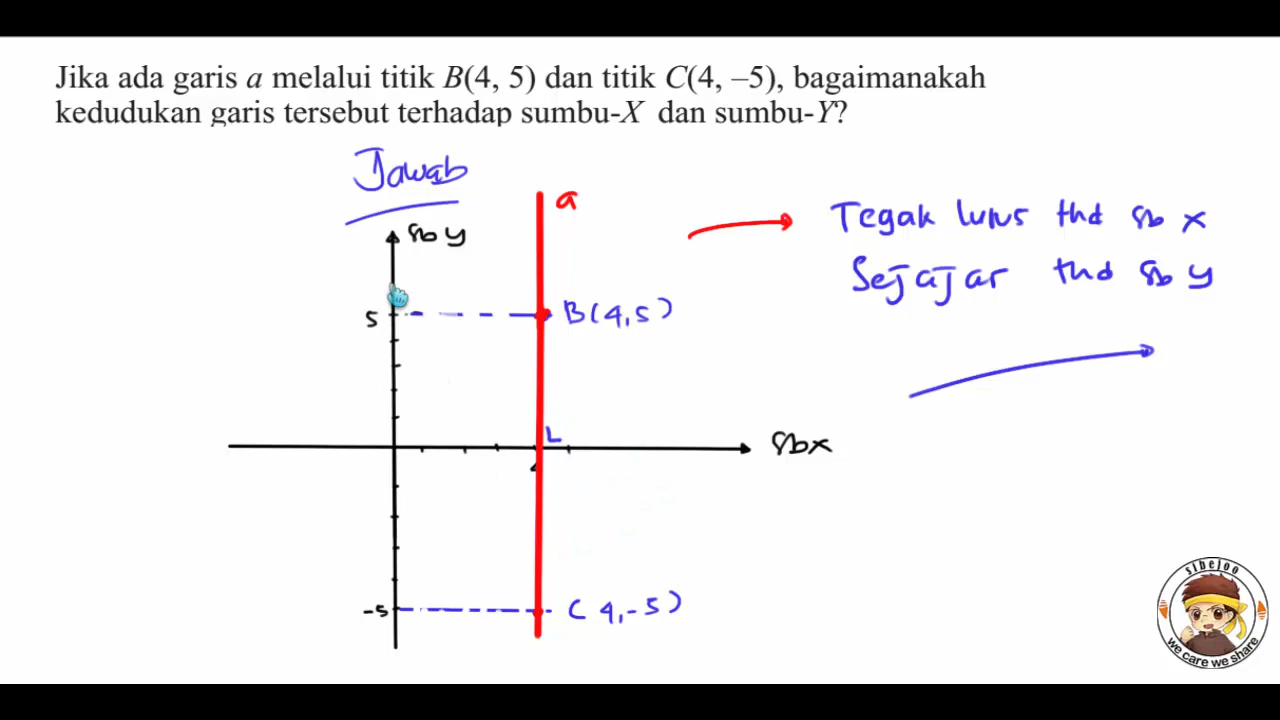 Jika ada garis a melalui titik B(4, 5) dan titik C(4, –5), bagaimanakah
kedudukan garis tersebut terhadap sumbu-X dan sumbu-Y?
Jawab
a
sb y
Tegak lurus thd sb x
Sejajar thd sb y
5
B(4,5)
sbx
-5
C 4,-5)
sibejoo
we care we share